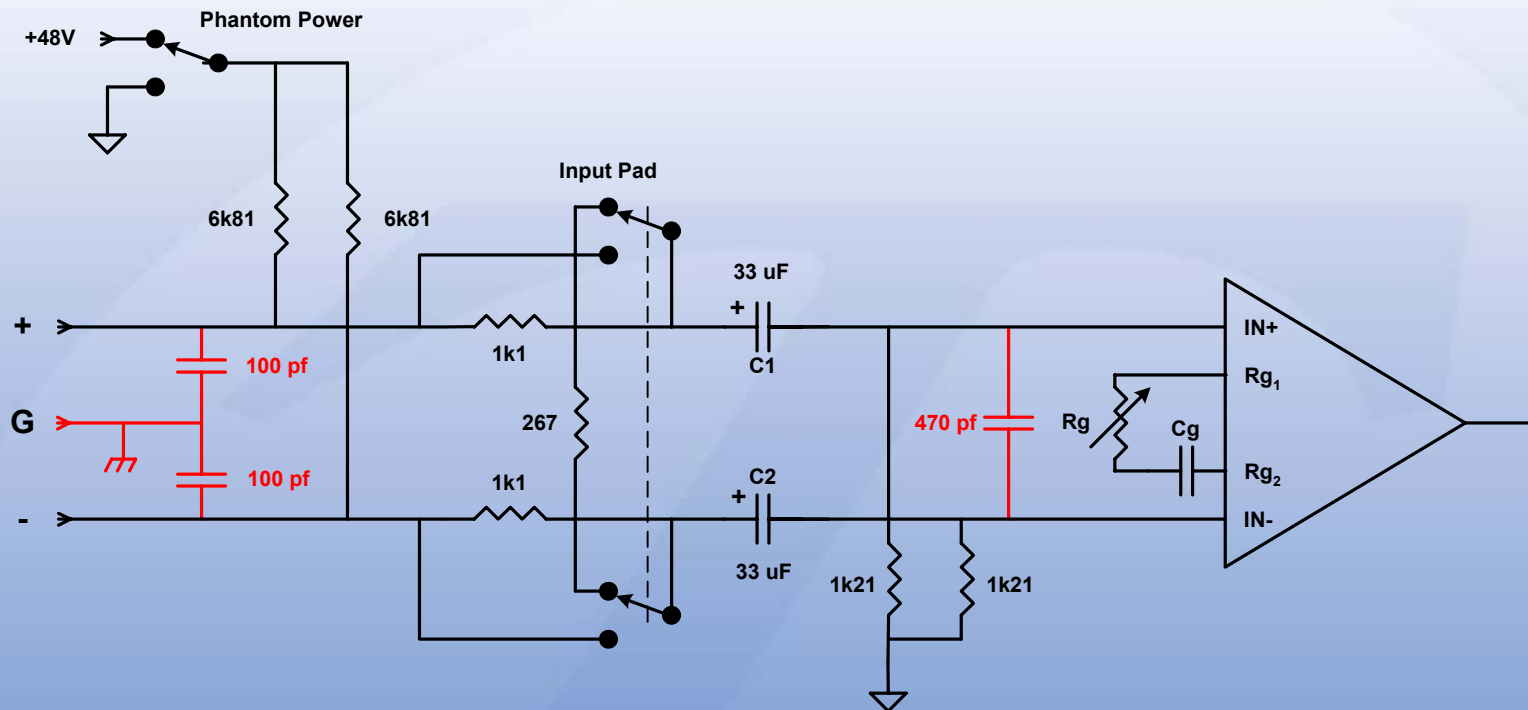 Phantom Power
+48V
6k81
6k81
Input Pad
33 uF
+
C1
+
1k1
IN+
100 pf
Rg₁
G
267
470 pf
Rg
Cg
100 pf
Rg₂
1k1
C2
+
-
IN-
33 uF
1k21
1k21